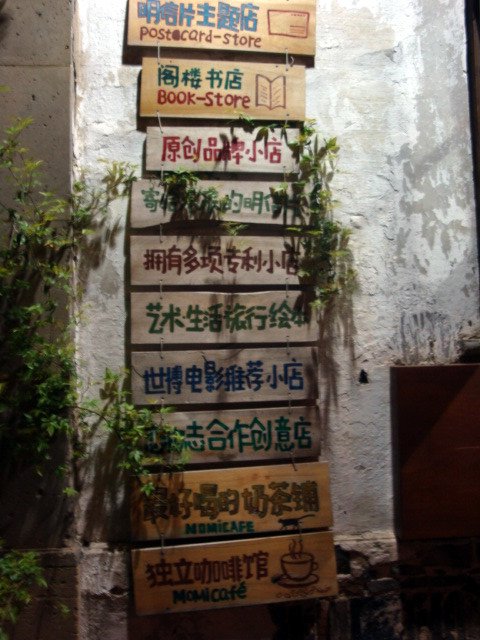 明信片主题店
Postcard-store
阁楼书店
BOOK-Store
原创品牌小店
的明信
拥有多项专利小店
艺术生活旅行绘本
世博电影推荐小店
志合作创意店
最好喝的奶茶铺
MOMICAFE
独立咖啡馆
MOMicafé